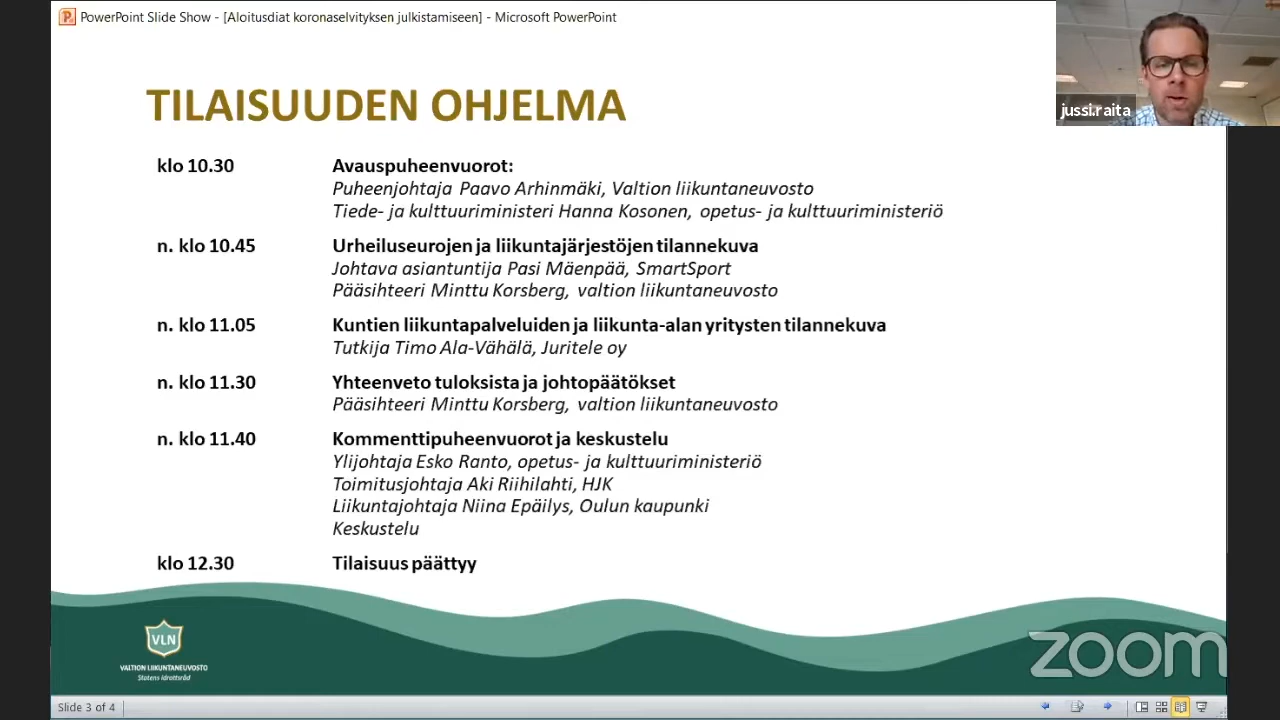 PowerPoint Slide Show - [Aloitusdiat koronaselvityksen julkistamiseen] - Microsoft PowerPoint
jussi.raita
TILAISUUDEN OHJELMA
klo 10.30 Avauspuheenvuorot:
Puheenjohtaja Paavo Arhinmäki, Valtion liikuntaneuvosto
Tiede- ja kulttuuriministeri Hanna Kosonen, opetus- ja kulttuuriministeriö
n. klo 10.45 Urheiluseurojen ja liikuntajärjestöjen tilannekuva
Johtava asiantuntija Pasi Mäenpää, SmartSport
Pääsihteeri Minttu Korsberg, valtion liikuntaneuvosto
n. klo 11.05 Kuntien liikuntapalveluiden ja liikunta-alan yritysten tilannekuva
Tutkija Timo Ala-Vähälä, Juritele oy
n. klo 11.30 Yhteenveto tuloksista ja johtopäätökset
Pääsihteeri Minttu Korsberg, valtion liikuntaneuvosto
n. klo 11.40 Kommenttipuheenvuorot ja keskustelu
Ylijohtaja Esko Ranto, opetus- ja kulttuuriministeriö
Toimitusjohtaja Aki Riihilahti, HJK
Liikuntajohtaja Niina Epäilys, Oulun kaupunki
Keskustelu
klo 12.30 Tilaisuus päättyy
VLN
VALTION LIIKUNTANEUVOSTO
Statens Idrottsråd
zoom
Slide 3 of 4